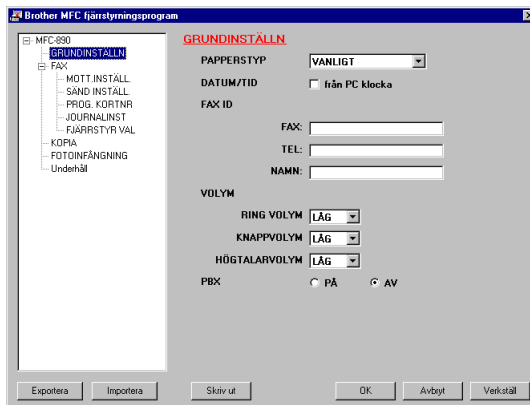 Brother MFC fjärrstyrningsprogram
MFC-890
GRUNDINSTÄLLN
FAX
MOTT.INSTÄLL.
SÄND INSTÄLL.
PROG. KORTNR
JOURNALINST
FJÄRRSTYR VAL
KOPIA
FOTOINFÅNGNING
Underhåll
GRUNDINSTÄLLN
PAPPERSTYP VANLIGT
DATUM/TID från PC klocka
FAX ID
FAX:
TEL:
NAMN:
VOLYM
RING VOLYM LÅG
KNAPPVOLYM LÅG
HÖGTALARVOLYM LÅG
PBX PÅ AV
Exportera Importera Skriv ut OK Avbryt Verkställ